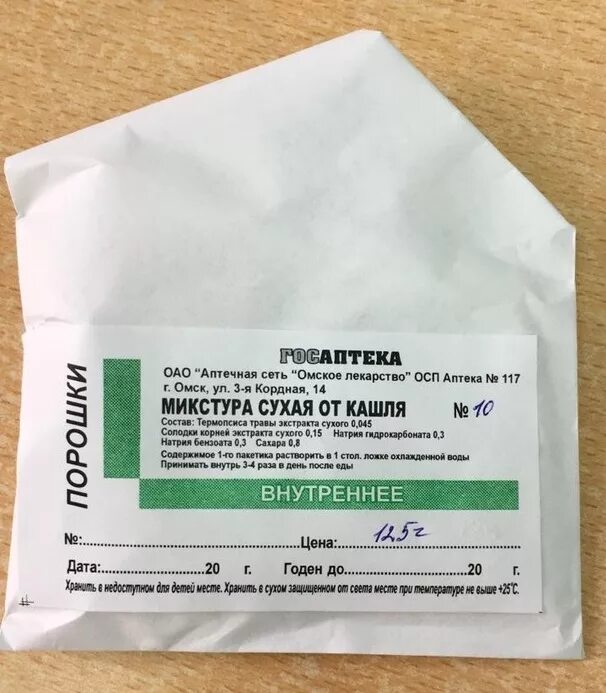 ГОСАПТЕКА
ОАО "Аптечная сеть "Омское лекарство" ОСП Аптека № 117
г. Омск, ул. 3-я Кордная, 14
МИКСТУРА СУХАЯ ОТ КАШЛЯ № 10
Состав: Термопсиса травы экстракта сухого 0,045
Солодки корней экстракта сухого 0,15 Натрия гидрокарбоната 0,3
Натрия бензоата 0,3 Сахара 0,8
Содержимое 1-го пакетика растворить в 1 стол. ложке охлажденной воды
Принимать внутрь 3-4 раза в день после еды
ПОРОШКИ
ВНУТРЕННЕЕ
№:..............................Цена: 125=
Дата:....................20 г. Годен до....................20 г.
Хранить в недоступном для детей месте. Хранить в сухом защищенном от света месте при температуре не выше +25°С.